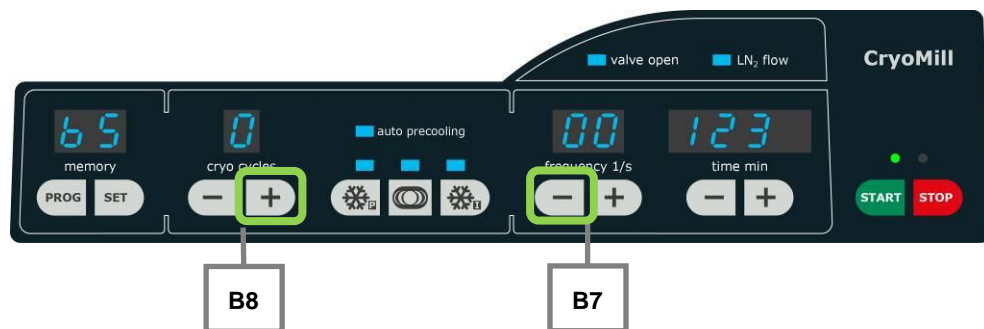 valve open LN₂ flow
CryoMill
b5 0 00 123
auto precooling
memory cryo cycles frequency 1/s time min
PROG SET − + P I − + − + START STOP
B8 B7